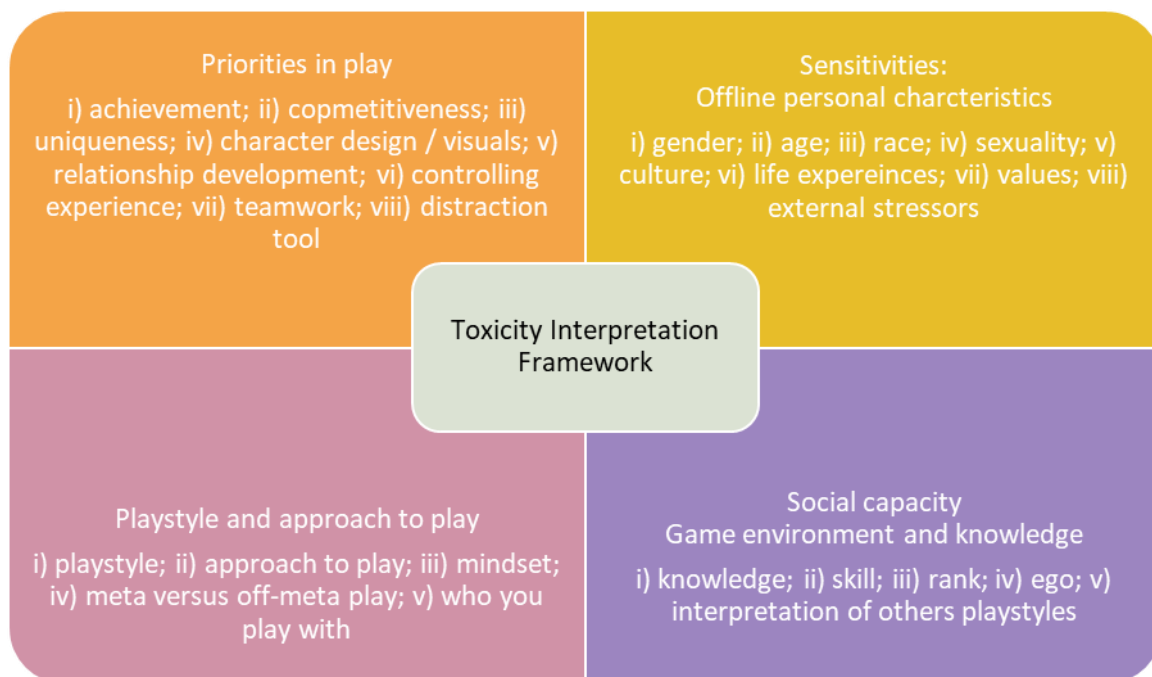 Priorities in play
i) achievement; ii) copmetitiveness; iii)
uniqueness; iv) character design / visuals; v)
relationship development; vi) controlling
experience; vii) teamwork; viii) distraction
tool
Sensitivities:
Offline personal charcteristics
i) gender; ii) age; iii) race; iv) sexuality; v)
culture; vi) life expereinces; vii) values; viii)
external stressors
Toxicity Interpretation
Framework
Playstyle and approach to play
i) playstyle; ii) approach to play; iii) mindset;
iv) meta versus off-meta play; v) who you
play with
Social capacity
Game environment and knowledge
i) knowledge; ii) skill; iii) rank; iv) ego; v)
interpretation of others playstyles